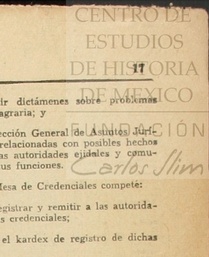 CENTRO DE
ESTUDIOS
DE HISTORIA
17
DE MEXICO
ir dictámenes sobre problemas
agraria; y
FUNDACIÓN
ección General de Asuntos Jurí-
relacionadas con posibles hechos
as autoridades ejidales y comu-
us funciones.
Carlos Slim
Mesa de Credenciales compete:
egistrar y remitir a las autorida-
s credenciales;
el kardex de registro de dichas